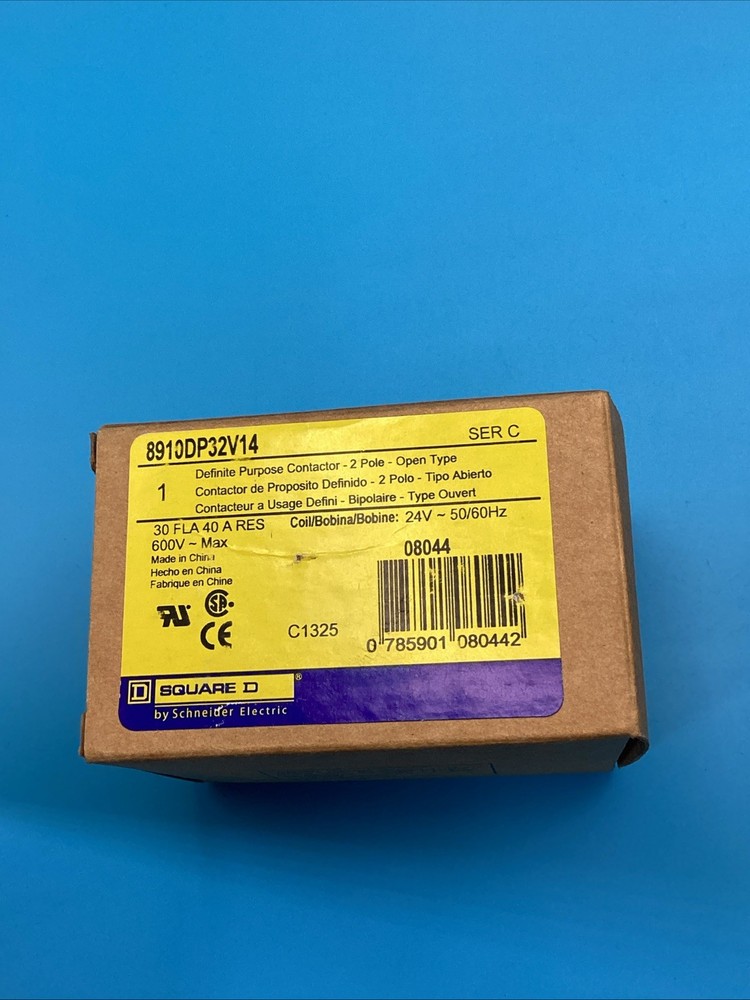 8910DP32V14
SER C
1
Definite Purpose Contactor - 2 Pole - Open Type
Contactor de Proposito Definido - 2 Polo - Tipo Abierto
Contacteur a Usage Defini - Bipolaire - Type Ouvert
30 FLA 40 A RES
Coil/Bobina/Bobine: 24V ~ 50/60Hz
600V ~ Max
Made in China
Hecho en China
Fabrique en Chine
08044
C1325
0 785901 080442
SQUARE D
by Schneider Electric